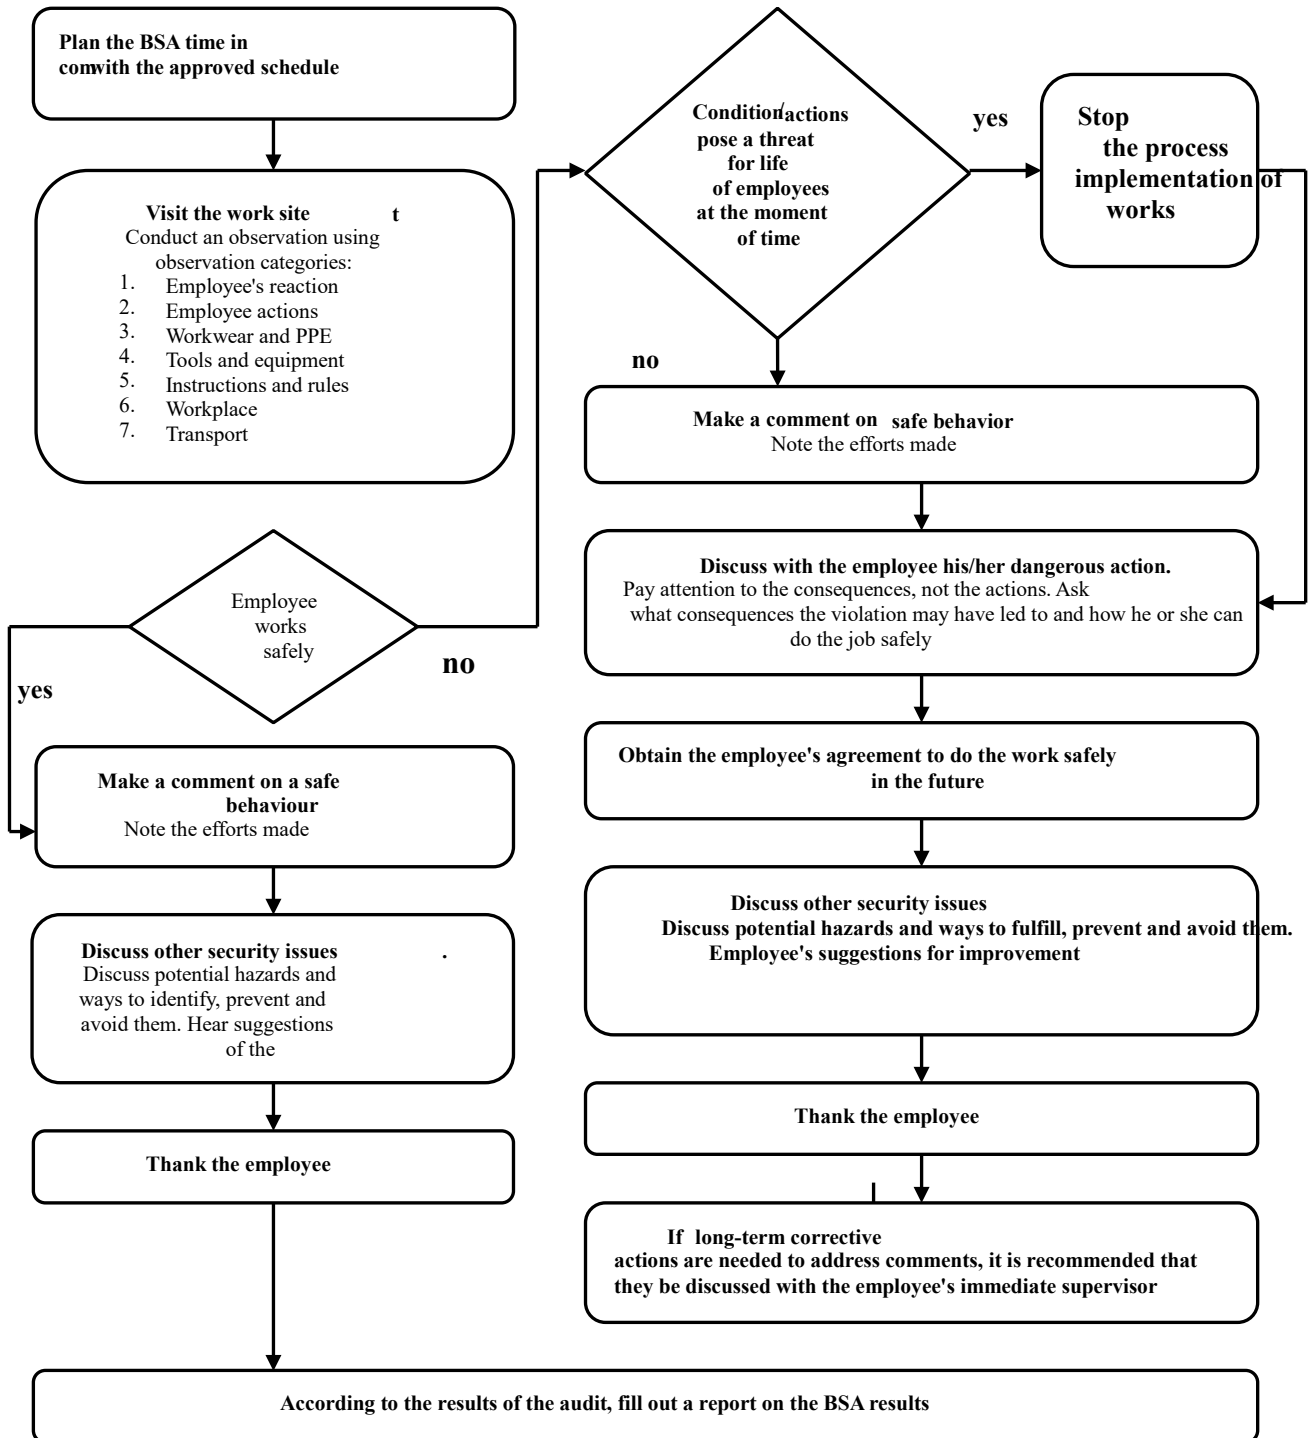 Plan the BSA time in
comwith the approved schedule
Visit the work site t
Conduct an observation using
observation categories:
1. Employee's reaction
2. Employee actions
3. Workwear and PPE
4. Tools and equipment
5. Instructions and rules
6. Workplace
7. Transport
Employee
works
safely
no
yes
Make a comment on a safe
behaviour
Note the efforts made
Discuss other security issues .
Discuss potential hazards and
ways to identify, prevent and
avoid them. Hear suggestions
of the
Thank the employee
Condition/actions
pose a threat
for life
of employees
at the moment
of time
yes
Stop
the process
implementation of
works
no
Make a comment on safe behavior
Note the efforts made
Discuss with the employee his/her dangerous action.
Pay attention to the consequences, not the actions. Ask
what consequences the violation may have led to and how he or she can
do the job safely
Obtain the employee's agreement to do the work safely
in the future
Discuss other security issues
Discuss potential hazards and ways to fulfill, prevent and avoid them.
Employee's suggestions for improvement
Thank the employee
If long-term corrective
actions are needed to address comments, it is recommended that
they be discussed with the employee's immediate supervisor
According to the results of the audit, fill out a report on the BSA results